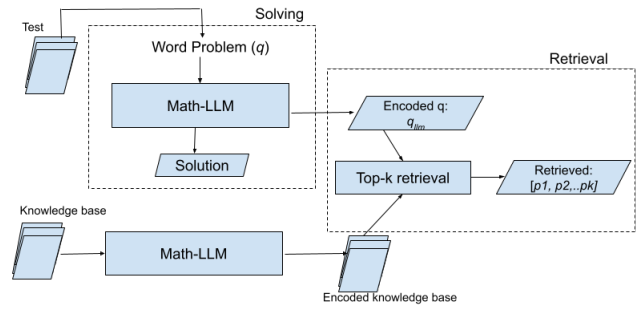 Test
Solving
Word Problem (q)
Math-LLM
Solution
Retrieval
Encoded q:
q_llm
Top-k retrieval
Retrieved:
[p1, p2,..pk]
Knowledge base
Math-LLM
Encoded knowledge base